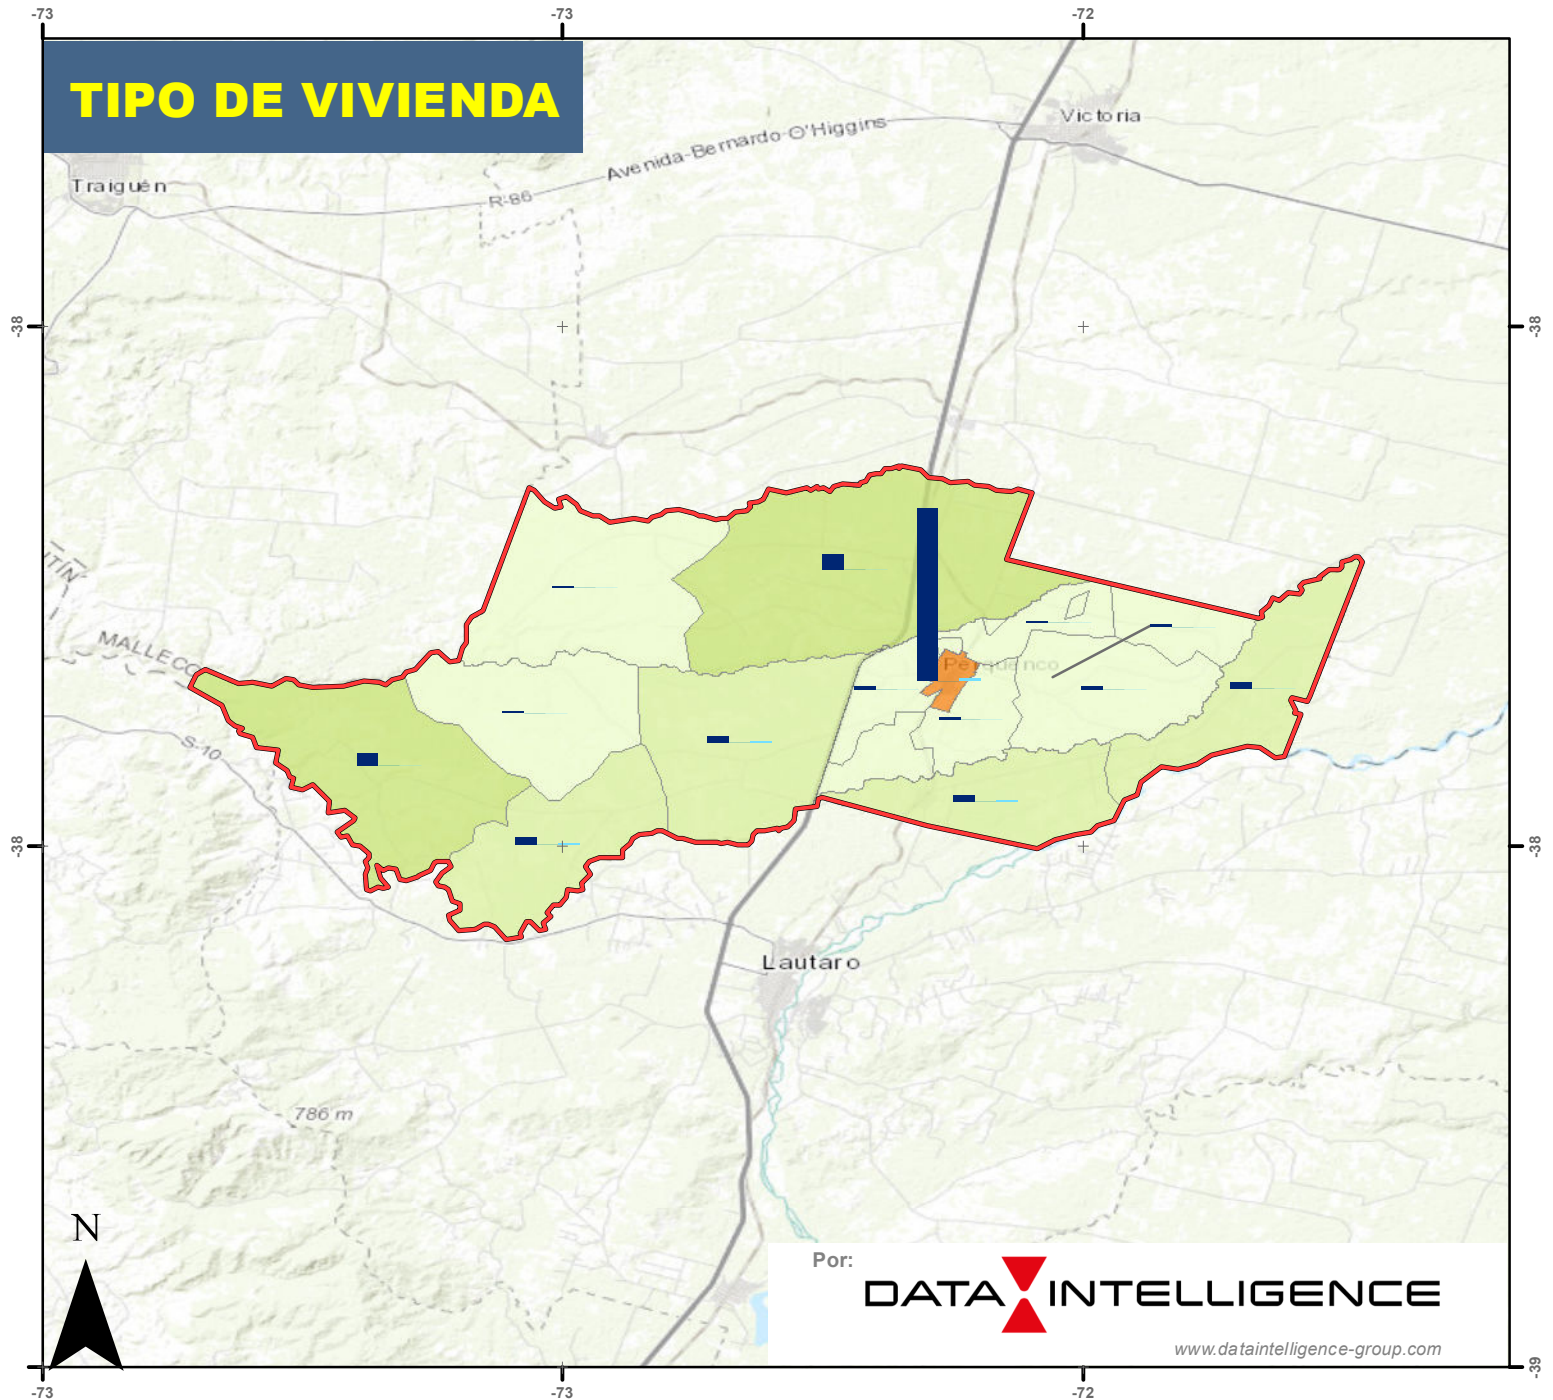 -73
-73
-72
TIPO DE VIVIENDA
Victoria
Avenida-Bernardo-O'Higgins
Traiguén
R-86
-38
-38
MALLECO
Perquenco
S-10
-38
-38
Lautaro
786 m
N
Por:
DATA INTELLIGENCE
www.dataintelligence-group.com
-39
-73
-73
-72